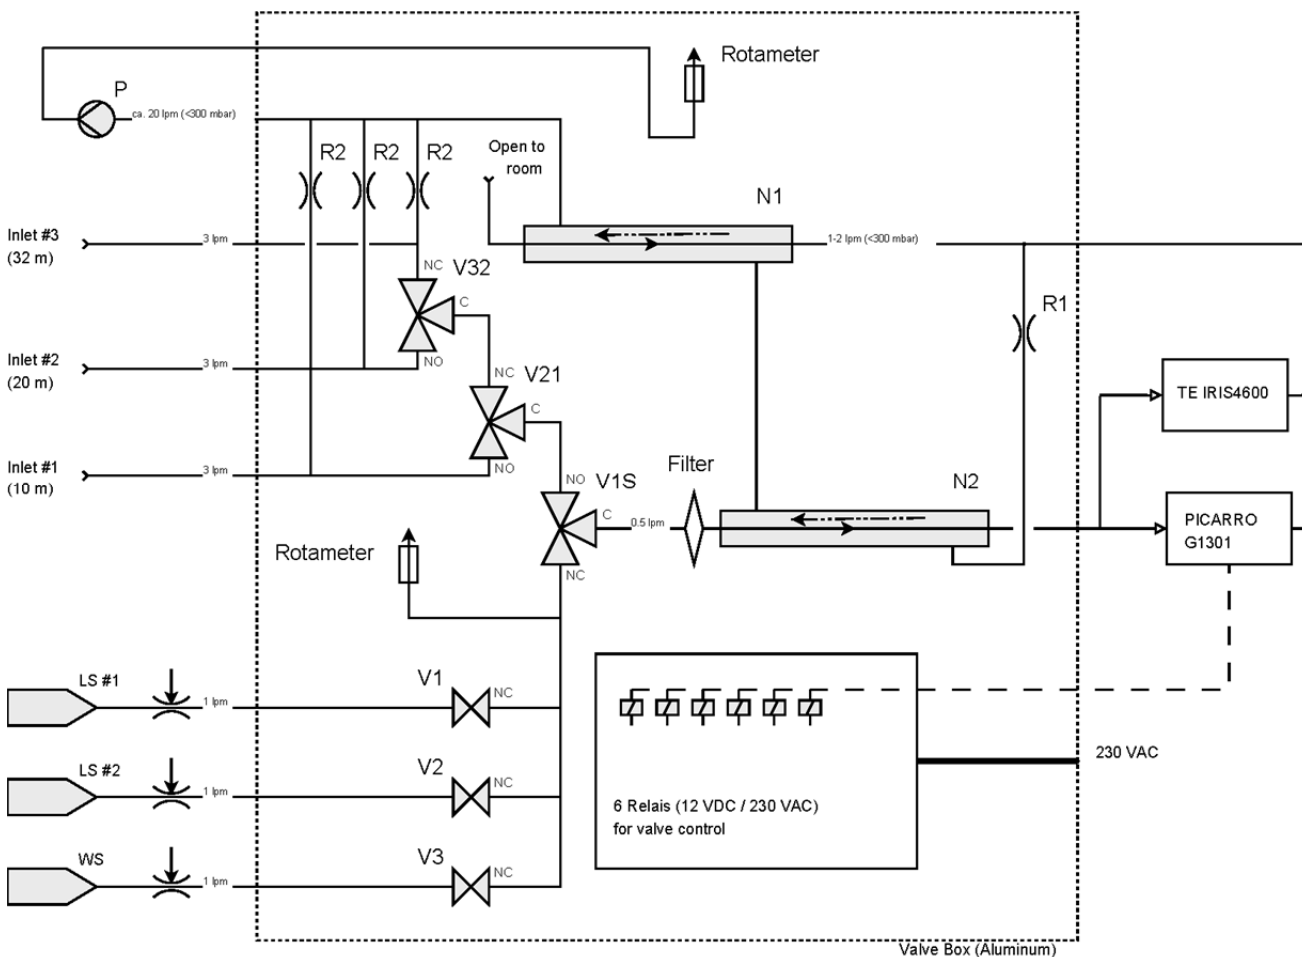 Rotameter
P
ca. 20 lpm (<300 mbar)
R2
R2
R2
Open to
room
N1
Inlet #3
(32 m)
3 lpm
1-2 lpm (<300 mbar)
NC
V32
C
NO
R1
Inlet #2
(20 m)
3 lpm
NC
V21
C
NO
TE IRIS4600
Inlet #1
(10 m)
3 lpm
NO
V1S
C
NC
0.5 lpm
Filter
N2
PICARRO
G1301
Rotameter
LS #1
1 lpm
V1
NC
LS #2
1 lpm
V2
NC
230 VAC
6 Relais (12 VDC / 230 VAC)
for valve control
WS
1 lpm
V3
NC
Valve Box (Aluminum)